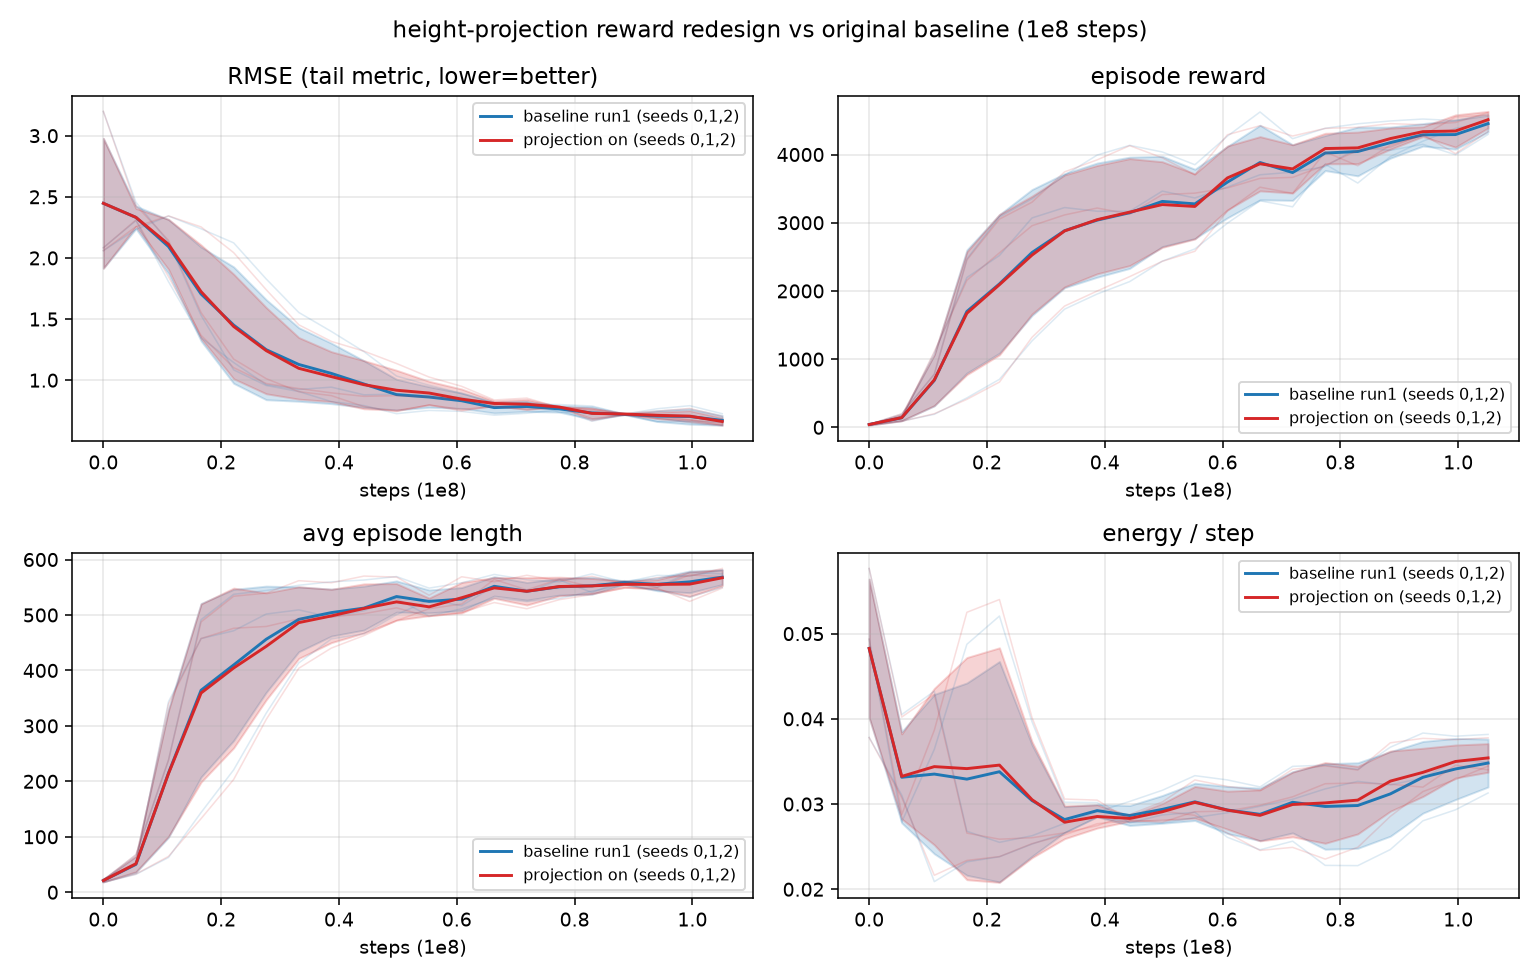 height-projection reward redesign vs original baseline (1e8 steps)
RMSE (tail metric, lower=better)
baseline run1 (seeds 0,1,2)
projection on (seeds 0,1,2)
3.0
2.5
2.0
1.5
1.0
0.0 0.2 0.4 0.6 0.8 1.0
steps (1e8)
episode reward
4000
3000
2000
1000
0
baseline run1 (seeds 0,1,2)
projection on (seeds 0,1,2)
0.0 0.2 0.4 0.6 0.8 1.0
steps (1e8)
avg episode length
600
500
400
300
200
100
0
baseline run1 (seeds 0,1,2)
projection on (seeds 0,1,2)
0.0 0.2 0.4 0.6 0.8 1.0
steps (1e8)
energy / step
baseline run1 (seeds 0,1,2)
projection on (seeds 0,1,2)
0.05
0.04
0.03
0.02
0.0 0.2 0.4 0.6 0.8 1.0
steps (1e8)